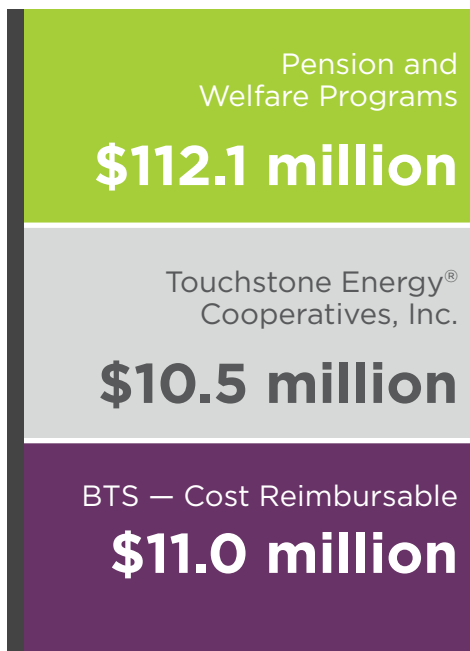 Pension and
Welfare Programs
$112.1 million
Touchstone Energy®
Cooperatives, Inc.
$10.5 million
BTS — Cost Reimbursable
$11.0 million